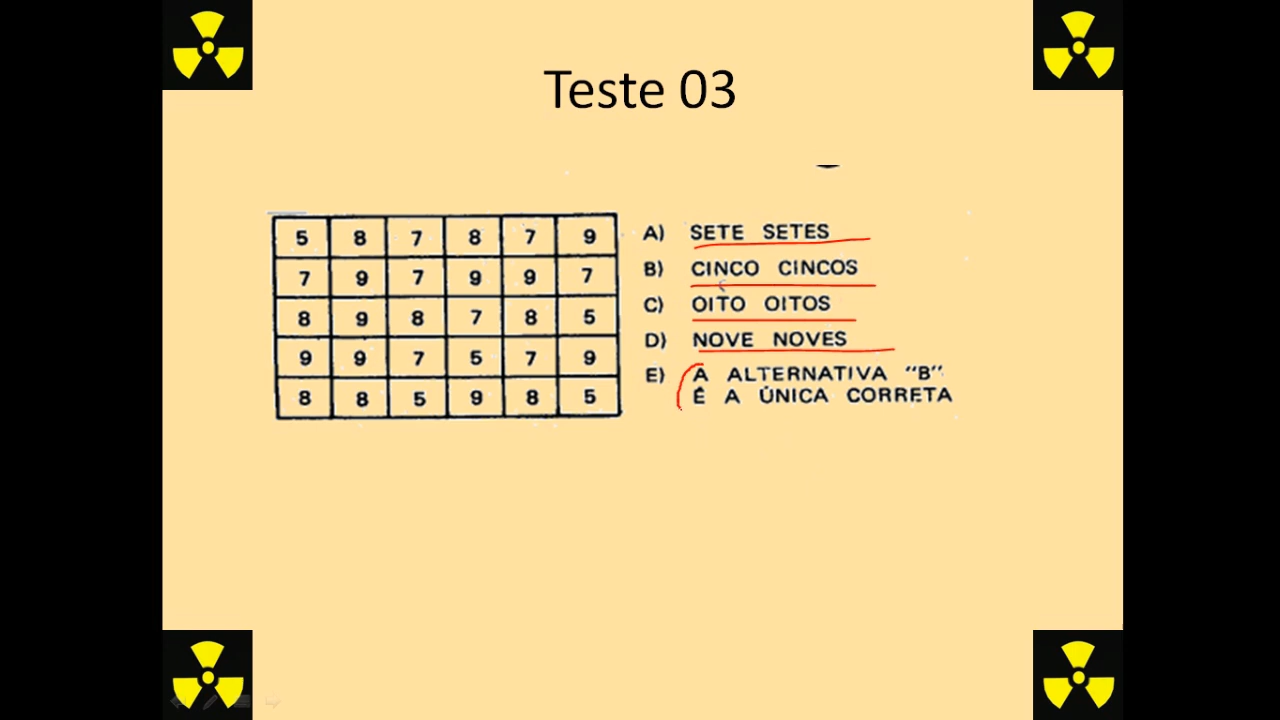 Teste 03
5 8 7 8 7 9
7 9 7 9 9 7
8 9 8 7 8 5
9 9 7 5 7 9
8 8 5 9 8 5
A) SETE SETES
B) CINCO CINCOS
C) OITO OITOS
D) NOVE NOVES
E) A ALTERNATIVA "B"
É A ÚNICA CORRETA